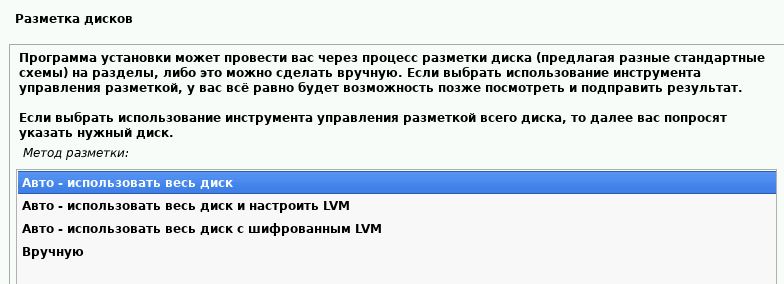 Разметка дисков
Программа установки может провести вас через процесс разметки диска (предлагая разные стандартные
схемы) на разделы, либо это можно сделать вручную. Если выбрать использование инструмента
управления разметкой, у вас всё равно будет возможность позже посмотреть и подправить результат.
Если выбрать использование инструмента управления разметкой всего диска, то далее вас попросят
указать нужный диск.
Метод разметки:
Авто - использовать весь диск
Авто - использовать весь диск и настроить LVM
Авто - использовать весь диск с шифрованным LVM
Вручную